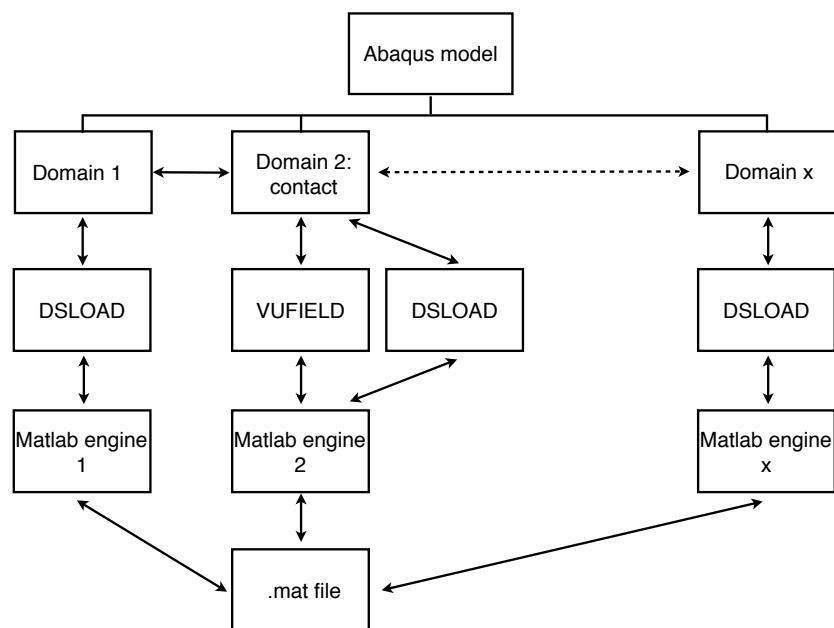 Abaqus model
Domain 1
Domain 2:
contact
Domain x
DSLOAD
VUFIELD
DSLOAD
DSLOAD
Matlab engine
1
Matlab engine
2
Matlab engine
x
.mat file